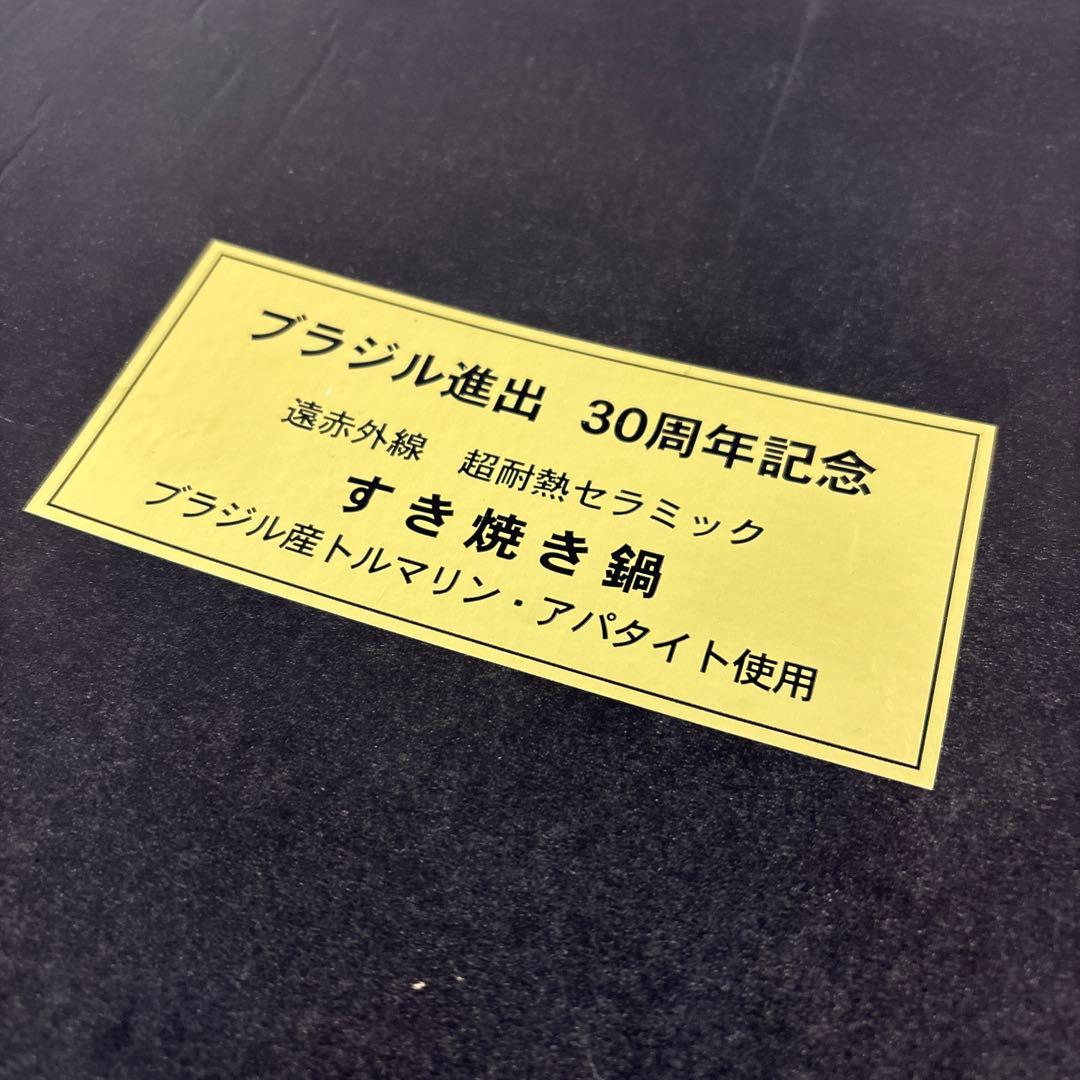 ブラジル進出 30周年記念
遠赤外線 超耐熱セラミック
すき焼き鍋
ブラジル産トルマリン・アパタイト使用